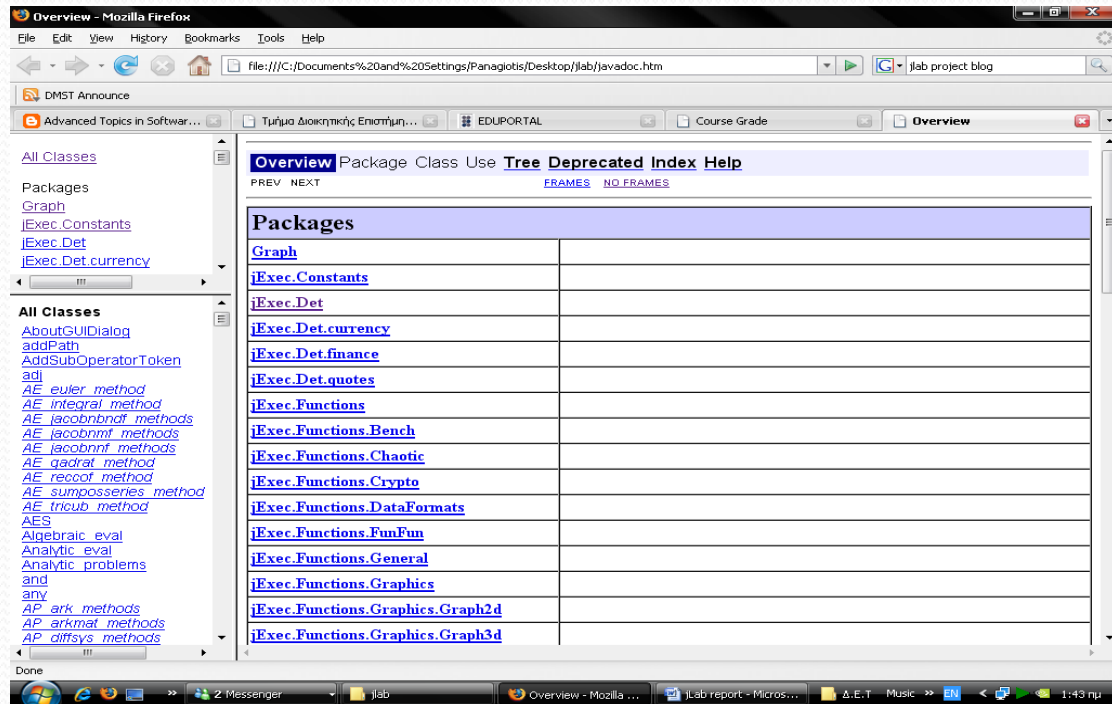 Overview - Mozilla Firefox
File Edit View History Bookmarks Tools Help
file:///C:/Documents%20and%20Settings/Panagiotis/Desktop/jlab/javadoc.htm
jlab project blog
DMST Announce
Advanced Topics in Softwar...
Τμήμα Διοικητικής Επιστήμη...
EDUPORTAL
Course Grade
Overview
All Classes
Packages
Graph
jExec.Constants
jExec.Det
jExec.Det.currency
All Classes
AboutGUIDialog
addPath
AddSubOperatorToken
adj
AE_euler_method
AE_integral_method
AE_jacobnbndf_methods
AE_jacobnmf_methods
AE_jacobnnf_methods
AE_qadrat_method
AE_reccof_method
AE_sumposseries_method
AE_tricub_method
AES
Algebraic_eval
Analytic_eval
Analytic_problems
and
any
AP_ark_methods
AP_arkmat_methods
AP_diffsys_methods
Overview Package Class Use Tree Deprecated Index Help
PREV NEXT FRAMES NO FRAMES
Packages
Graph
jExec.Constants
jExec.Det
jExec.Det.currency
jExec.Det.finance
jExec.Det.quotes
jExec.Functions
jExec.Functions.Bench
jExec.Functions.Chaotic
jExec.Functions.Crypto
jExec.Functions.DataFormats
jExec.Functions.FunFun
jExec.Functions.General
jExec.Functions.Graphics
jExec.Functions.Graphics.Graph2d
jExec.Functions.Graphics.Graph3d
Done
» 2 Messenger jlab Overview - Mozilla ... jLab report - Micros... Δ.Ε.Τ Music » EN < 1:43 πμ